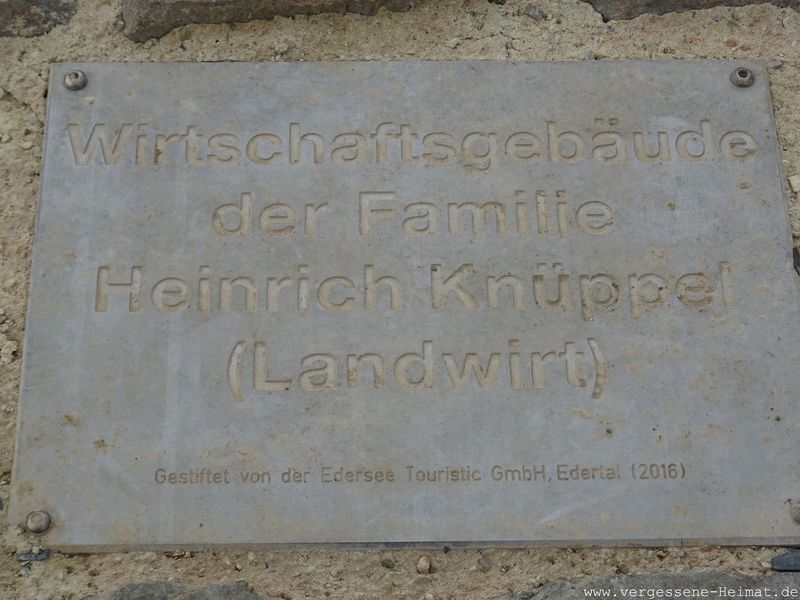 Wirtschaftsgebäude
der Familie
Heinrich Knüppel
(Landwirt)
Gestiftet von der Edersee Touristic GmbH, Edertal (2016)
www.vergessene-Heimat.de